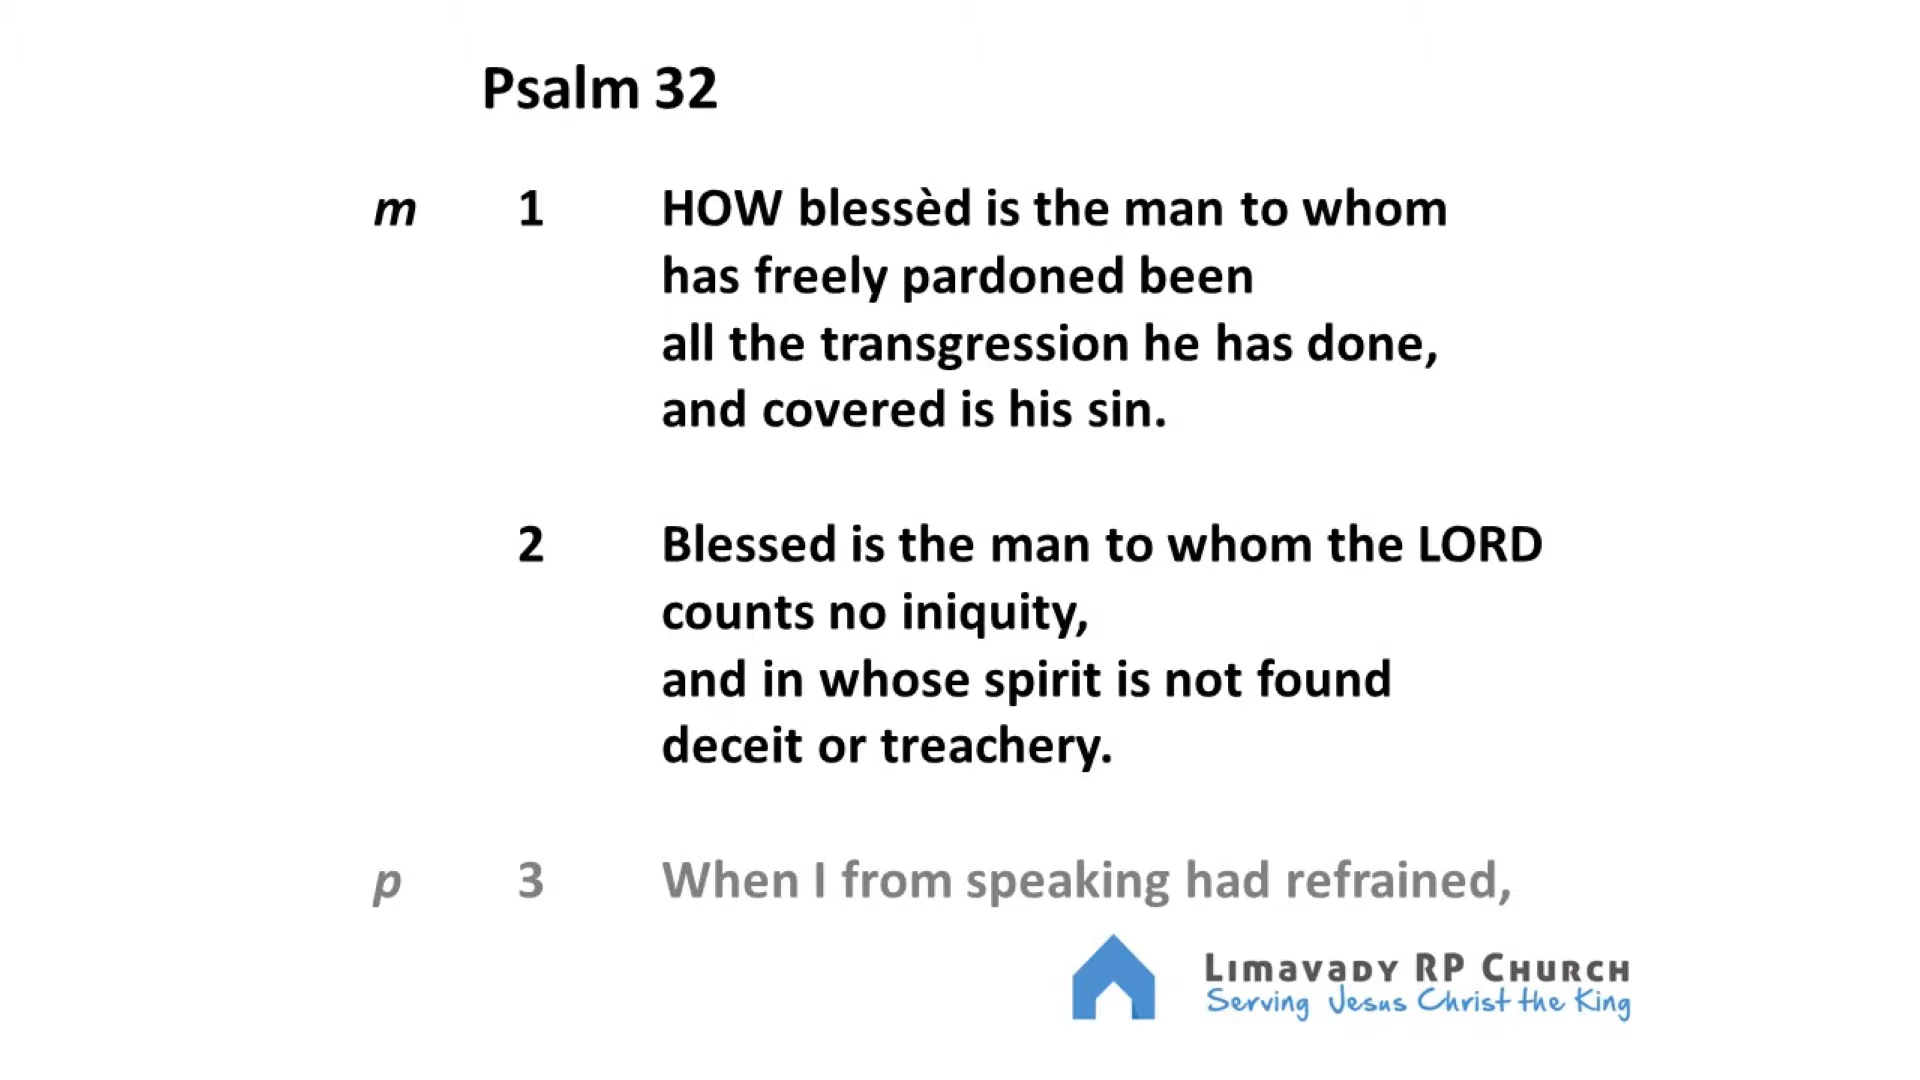 Psalm 32
m 1 HOW blessèd is the man to whom
has freely pardoned been
all the transgression he has done,
and covered is his sin.
2 Blessed is the man to whom the LORD
counts no iniquity,
and in whose spirit is not found
deceit or treachery.
p 3 When I from speaking had refrained,
LIMAVADY RP CHURCH
Serving Jesus Christ the King